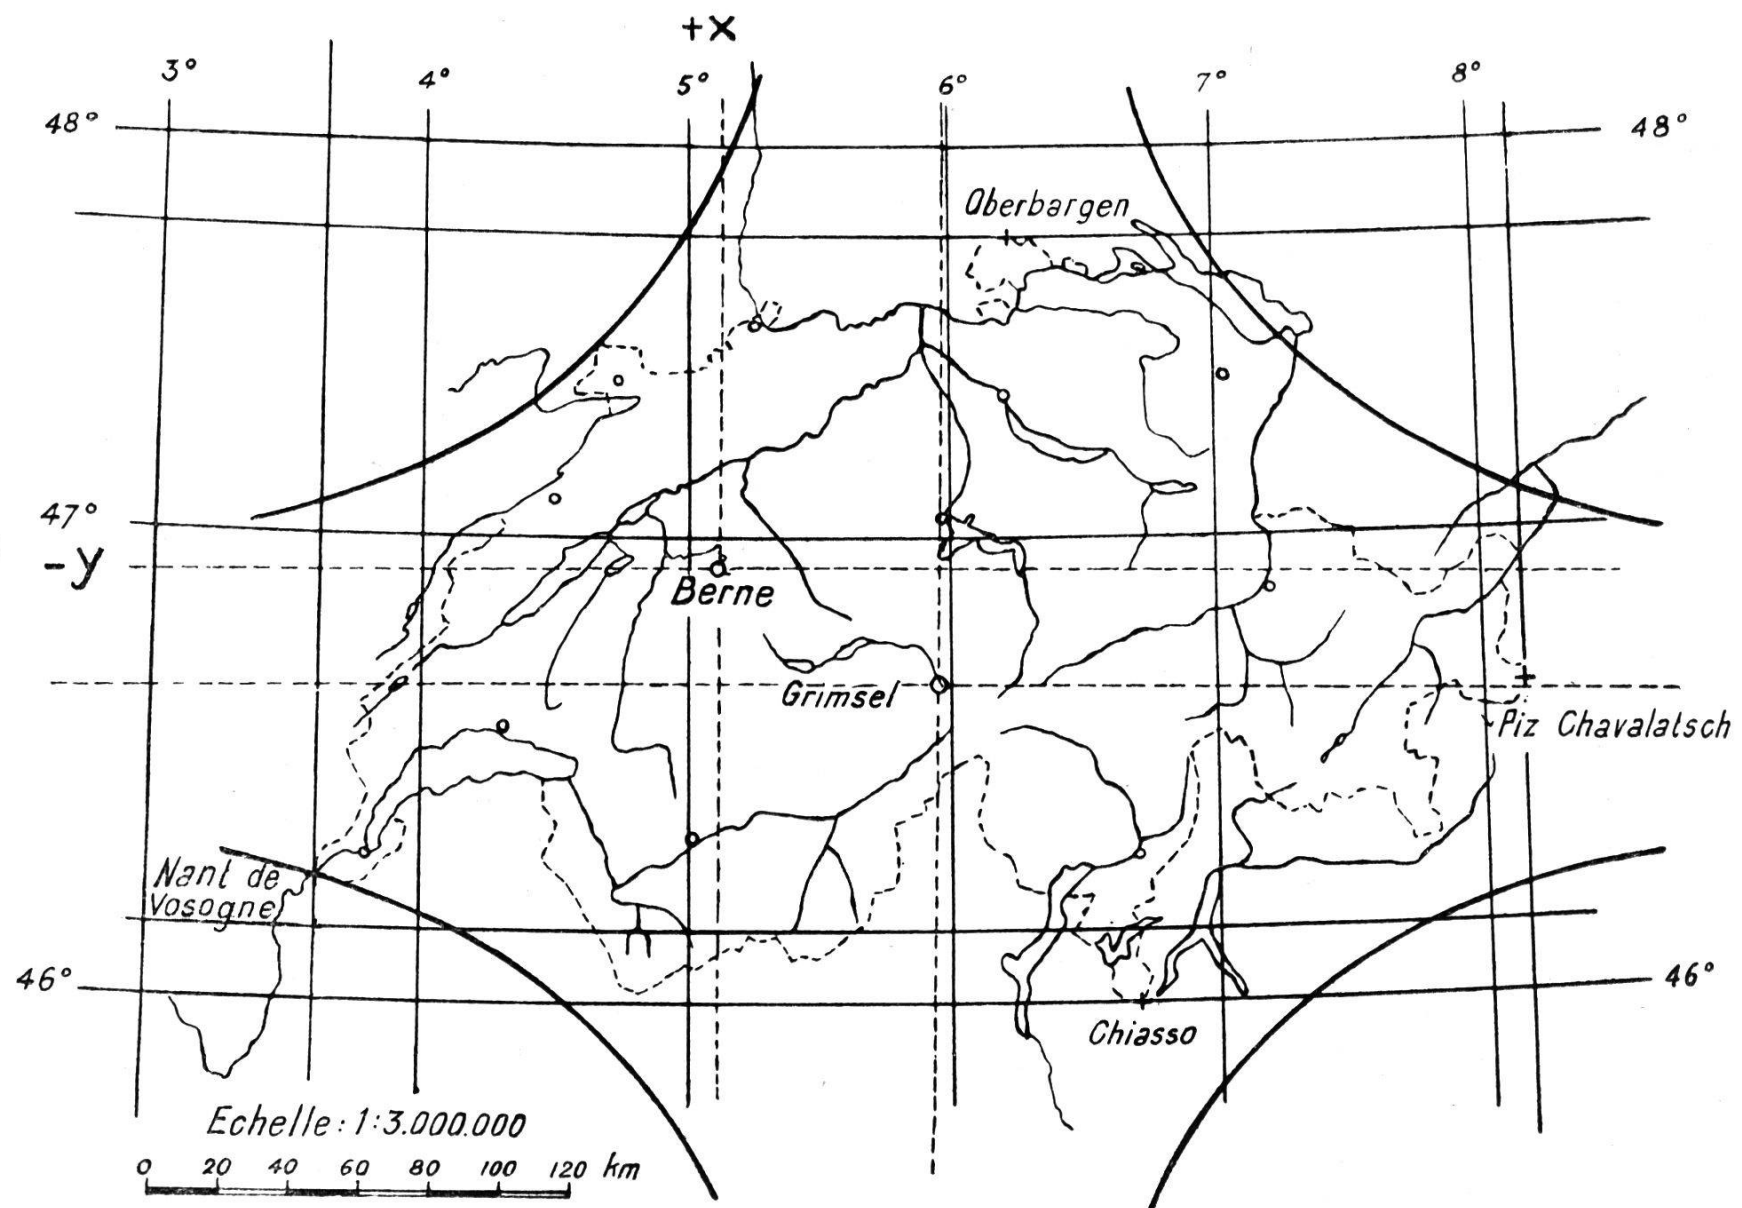 +x
3° 4° 5° 6° 7° 8°
48° 48°
Oberbargen
47°
-y
Berne
Grimsel
Piz Chavalatsch
Nant de
Vosogne
46° 46°
Chiasso
Echelle: 1:3.000.000
0 20 40 60 80 100 120 km